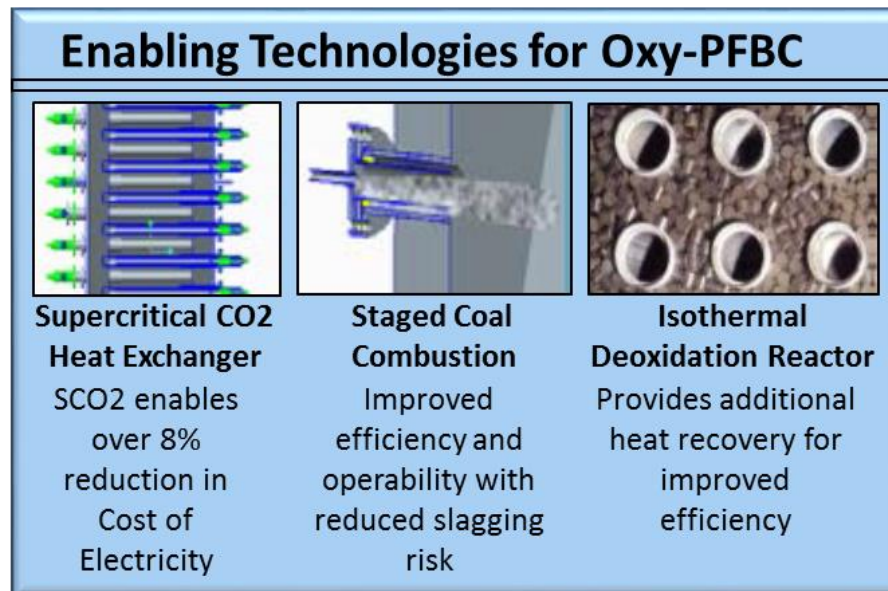 Enabling Technologies for Oxy-PFBC
Supercritical CO2
Heat Exchanger
SCO2 enables
over 8%
reduction in
Cost of
Electricity
Staged Coal
Combustion
Improved
efficiency and
operability with
reduced slagging
risk
Isothermal
Deoxidation Reactor
Provides additional
heat recovery for
improved
efficiency